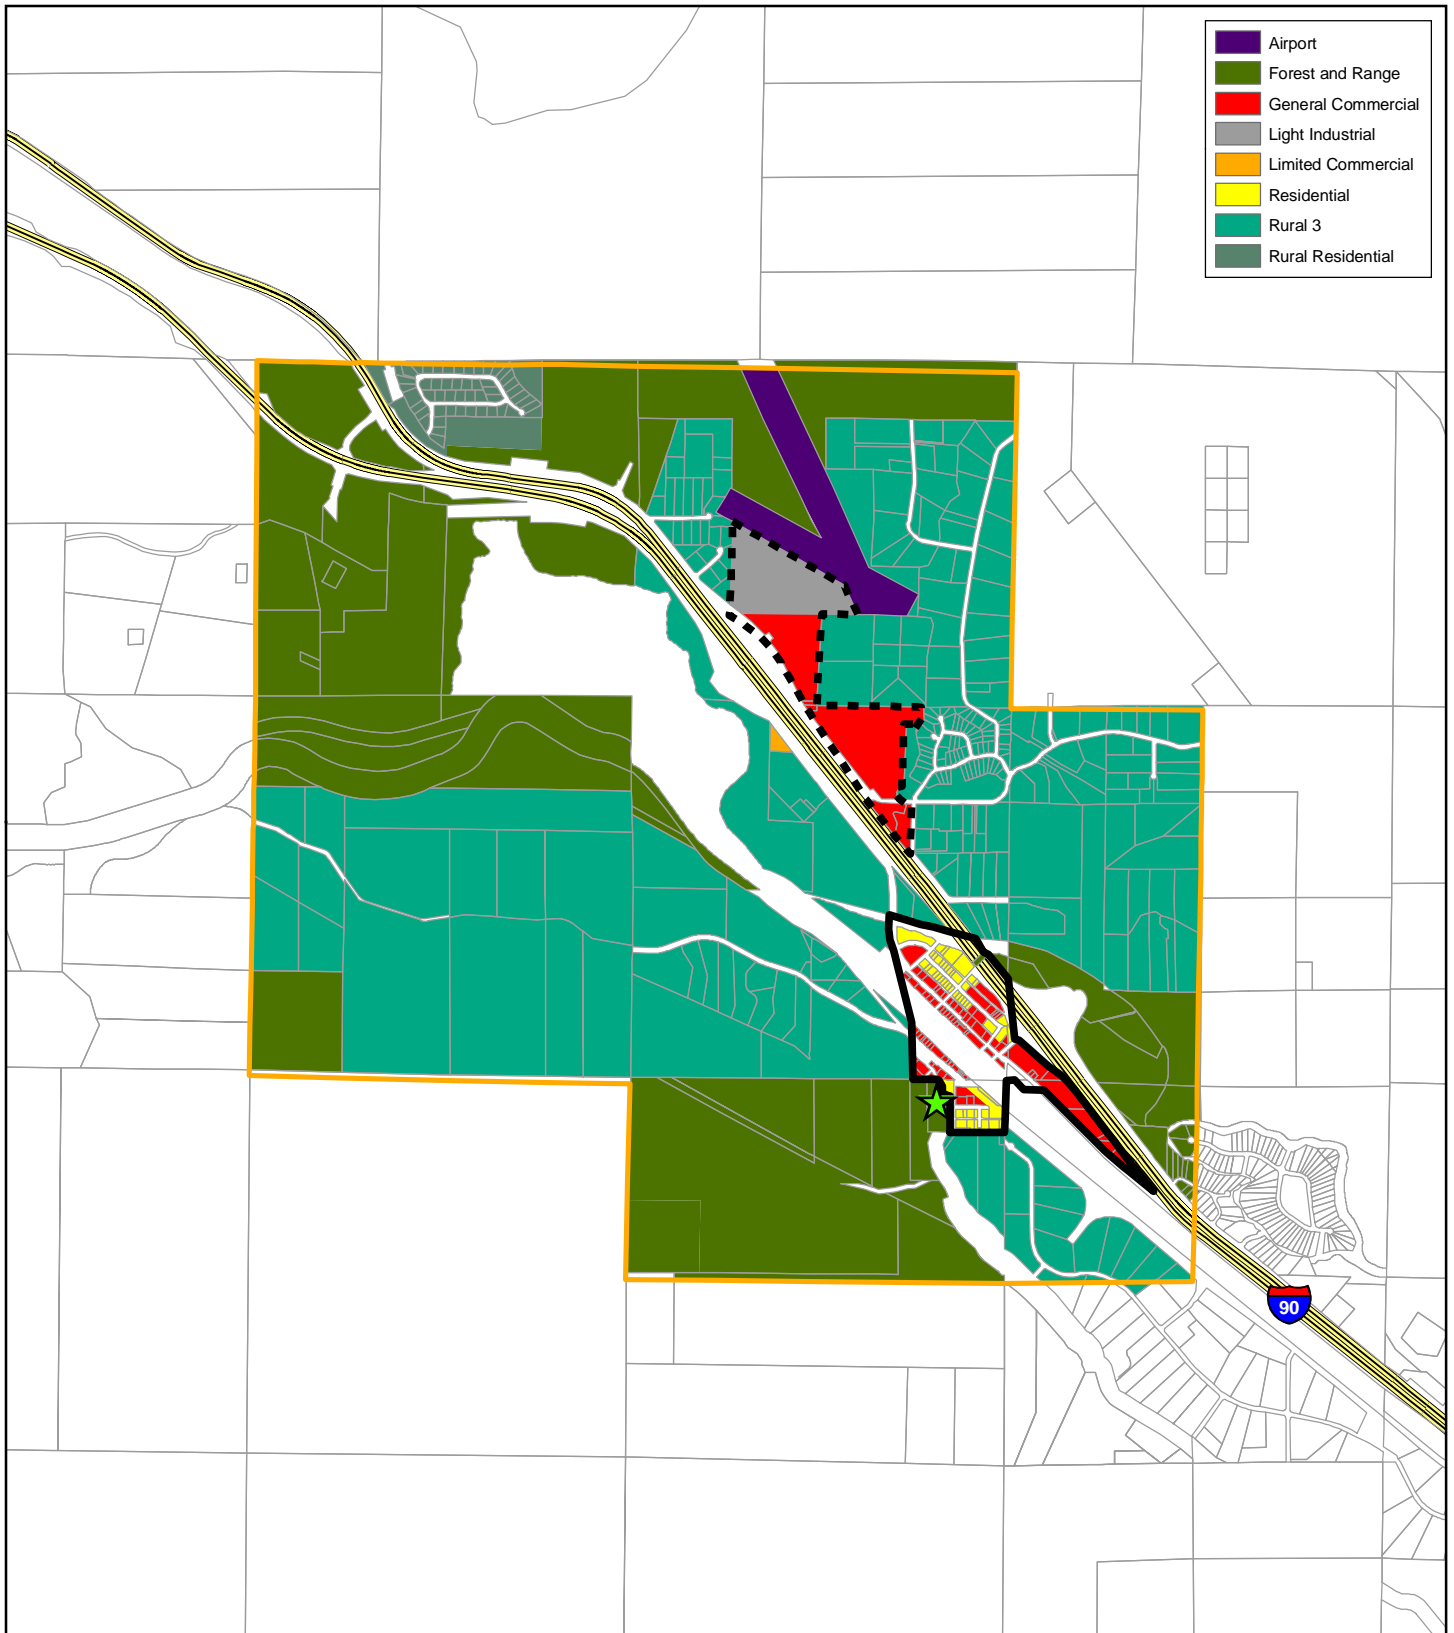 Airport
Forest and Range
General Commercial
Light Industrial
Limited Commercial
Residential
Rural 3
Rural Residential
90